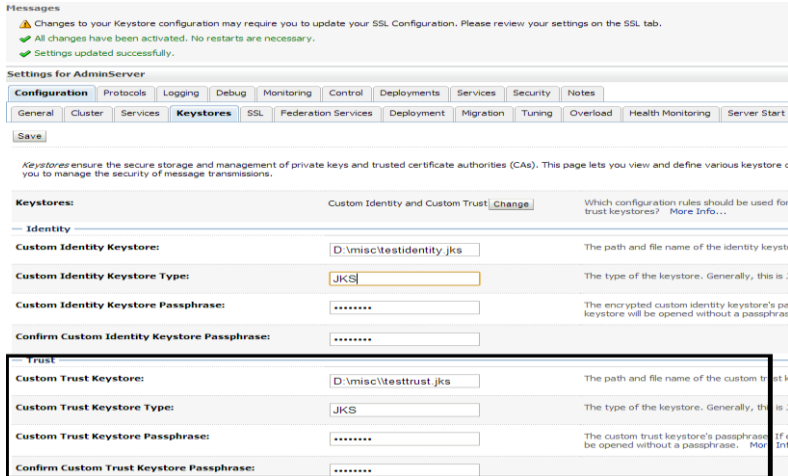 Messages
Changes to your Keystore configuration may require you to update your SSL Configuration. Please review your settings on the SSL tab.
All changes have been activated. No restarts are necessary.
Settings updated successfully.
Settings for AdminServer
Configuration Protocols Logging Debug Monitoring Control Deployments Services Security Notes
General Cluster Services Keystores SSL Federation Services Deployment Migration Tuning Overload Health Monitoring Server Start
Save
Keystores ensure the secure storage and management of private keys and trusted certificate authorities (CAs). This page lets you view and define various keystore
you to manage the security of message transmissions.
Keystores: Custom Identity and Custom Trust Change Which configuration rules should be used for
trust keystores? More Info...
Identity
Custom Identity Keystore: D:\misc\testidentity.jks The path and file name of the identity
Custom Identity Keystore Type: JKS The type of the keystore. Generally, this is
Custom Identity Keystore Passphrase: •••••••• The encrypted custom identity keystore's
keystore will be opened without a
Confirm Custom Identity Keystore Passphrase: ••••••••
Trust
Custom Trust Keystore: D:\misc\\testtrust.jks The path and file name of the custom trust
Custom Trust Keystore Type: JKS The type of the keystore. Generally, this is
Custom Trust Keystore Passphrase: •••••••• The custom trust keystore's passphrase. If
be opened without a passphrase. More
Confirm Custom Trust Keystore Passphrase: ••••••••